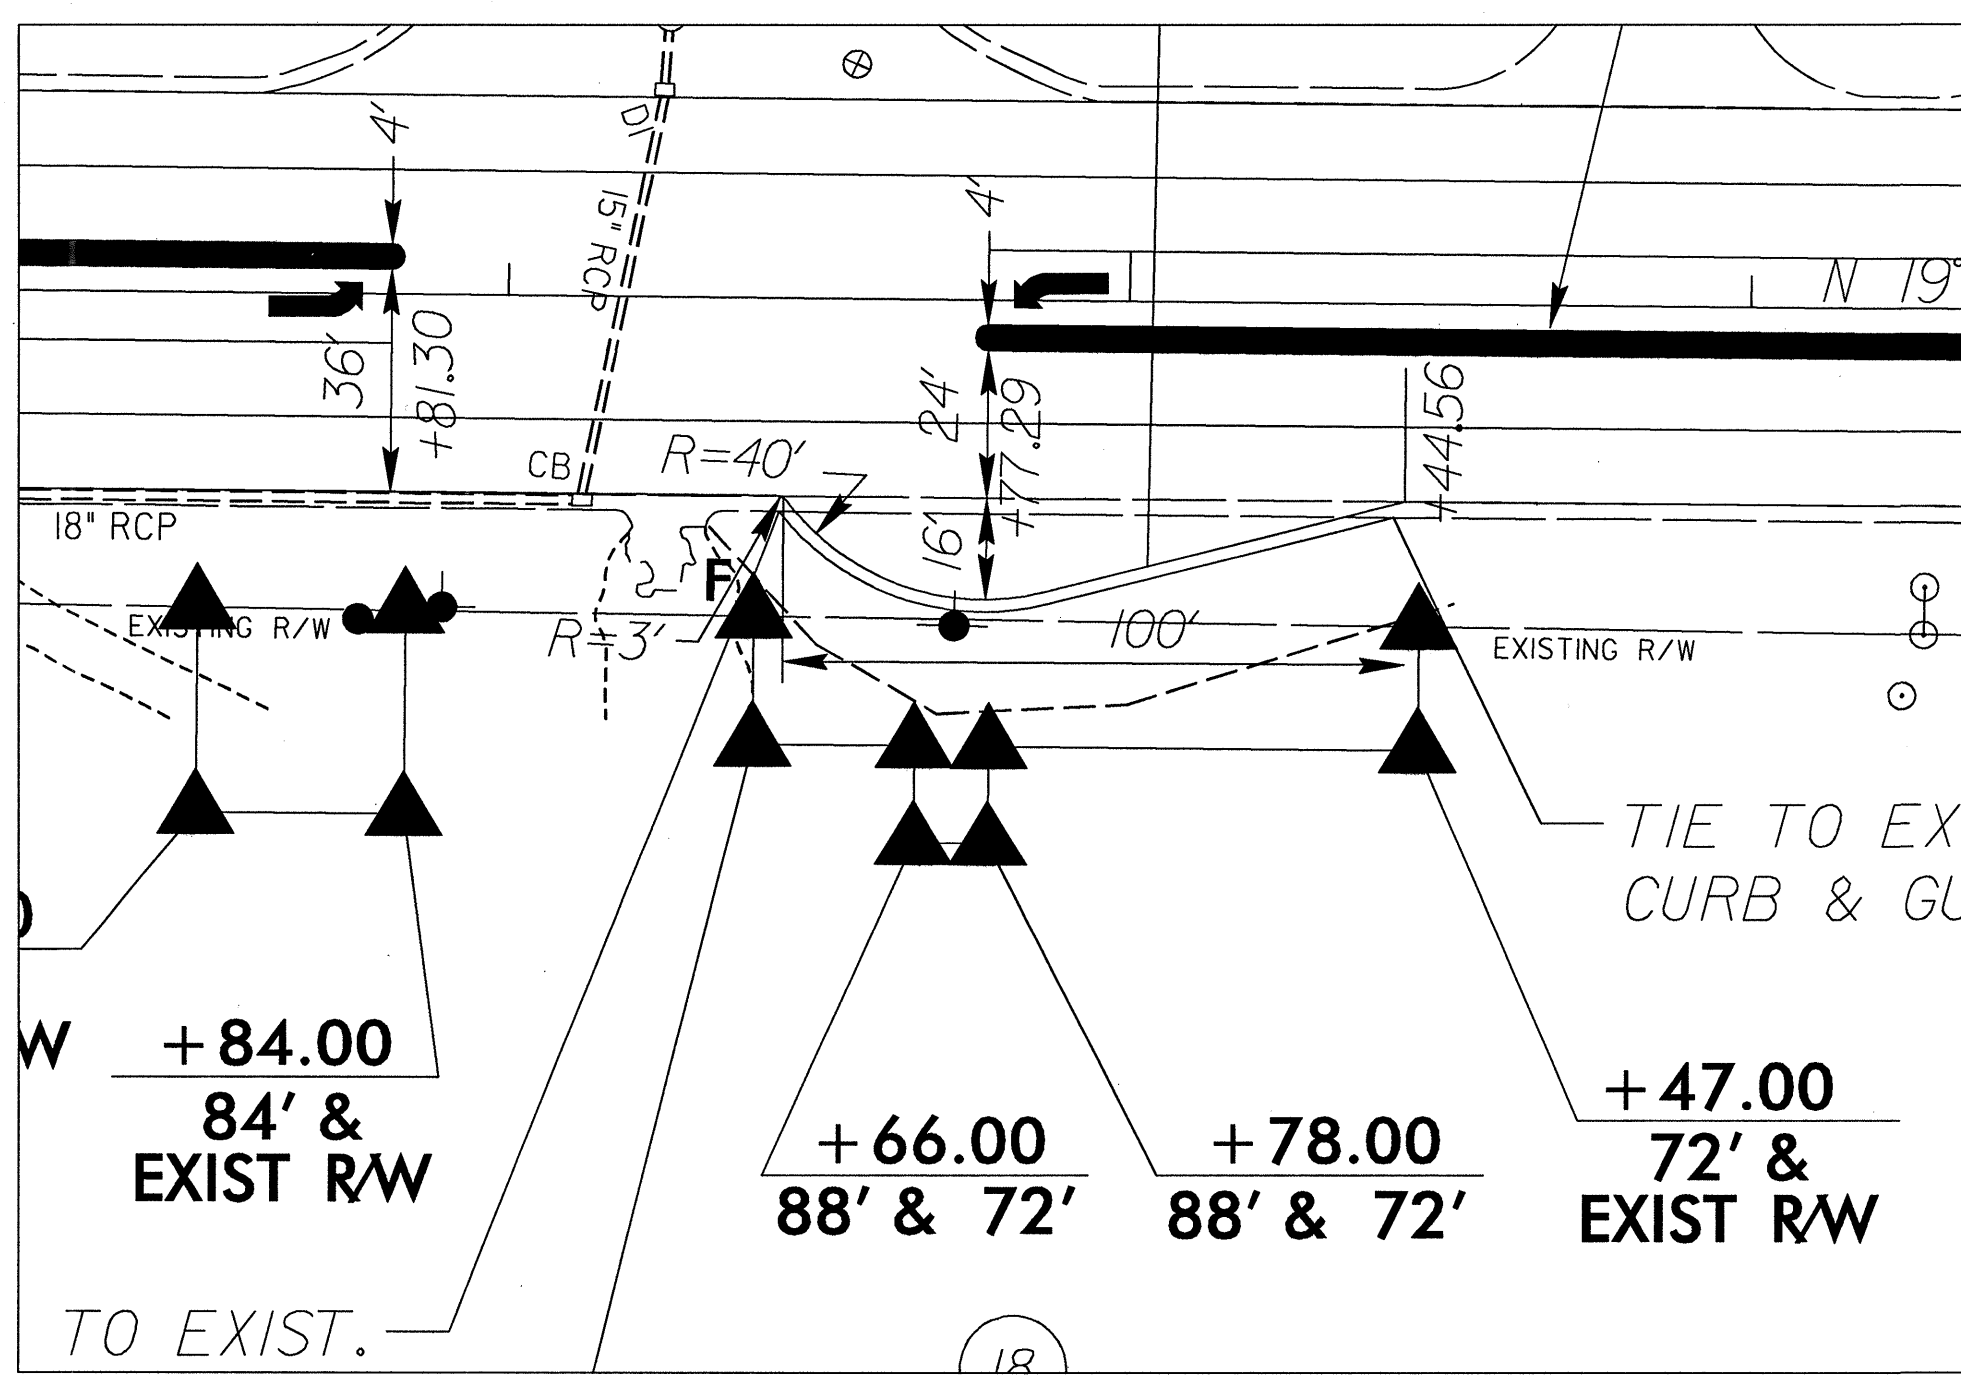 4'
DI
15" RCP
4'
N 19°
36'
+81.30
24'
+77.29
+44.56
CB
R=40'
18" RCP
16'
F
EXISTING R/W
R=3'
100'
EXISTING R/W
TIE TO EX
CURB & GU
W
+84.00
84' &
EXIST R/W
+66.00
88' & 72'
+78.00
88' & 72'
+47.00
72' &
EXIST R/W
TO EXIST.
18